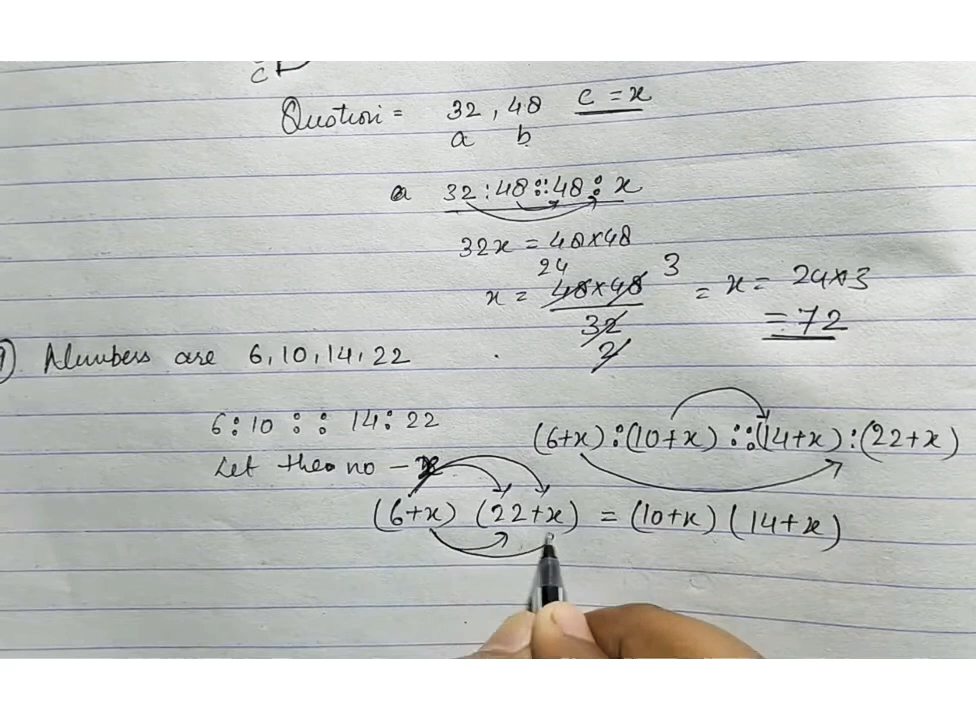 c
Qustion = 32 , 48 c = x
a b
a 32 : 48 :: 48 : x
32x = 48×48
24 3
x = 48×48 = x = 24×3
32 = 72
2
9) Numbers are 6, 10, 14, 22
6 : 10 :: 14 : 22
(6+x) : (10+x) :: (14+x) : (22+x)
Let the no - x
(6+x) (22+x) = (10+x) (14+x)